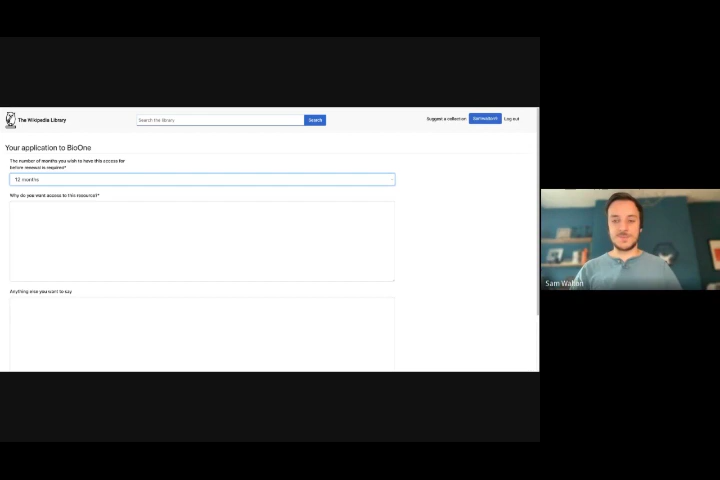 The Wikipedia Library
Search the library
Search
Suggest a collection
Log out
Your application to BioOne
The number of months you wish to have this access for
before renewal is required*
12 months
Why do you want access to this resource?*
Anything else you want to say
Sam Walton